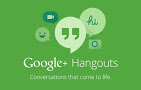 hi
Google+ Hangouts
Conversations that come to life.